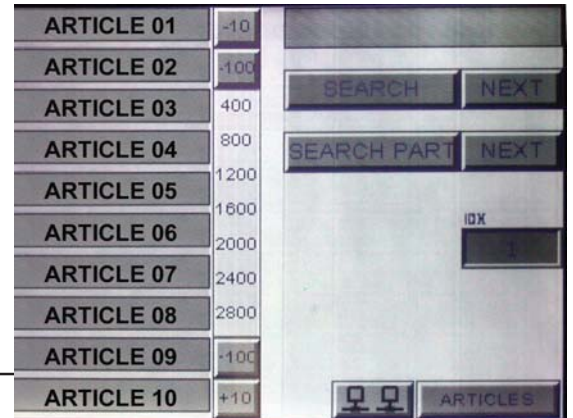 ARTICLE 01
ARTICLE 02
ARTICLE 03
ARTICLE 04
ARTICLE 05
ARTICLE 06
ARTICLE 07
ARTICLE 08
ARTICLE 09
ARTICLE 10
-10
-100
400
800
1200
1600
2000
2400
2800
-100
+10
SEARCH NEXT
SEARCH PART NEXT
IDX
1
ARTICLES